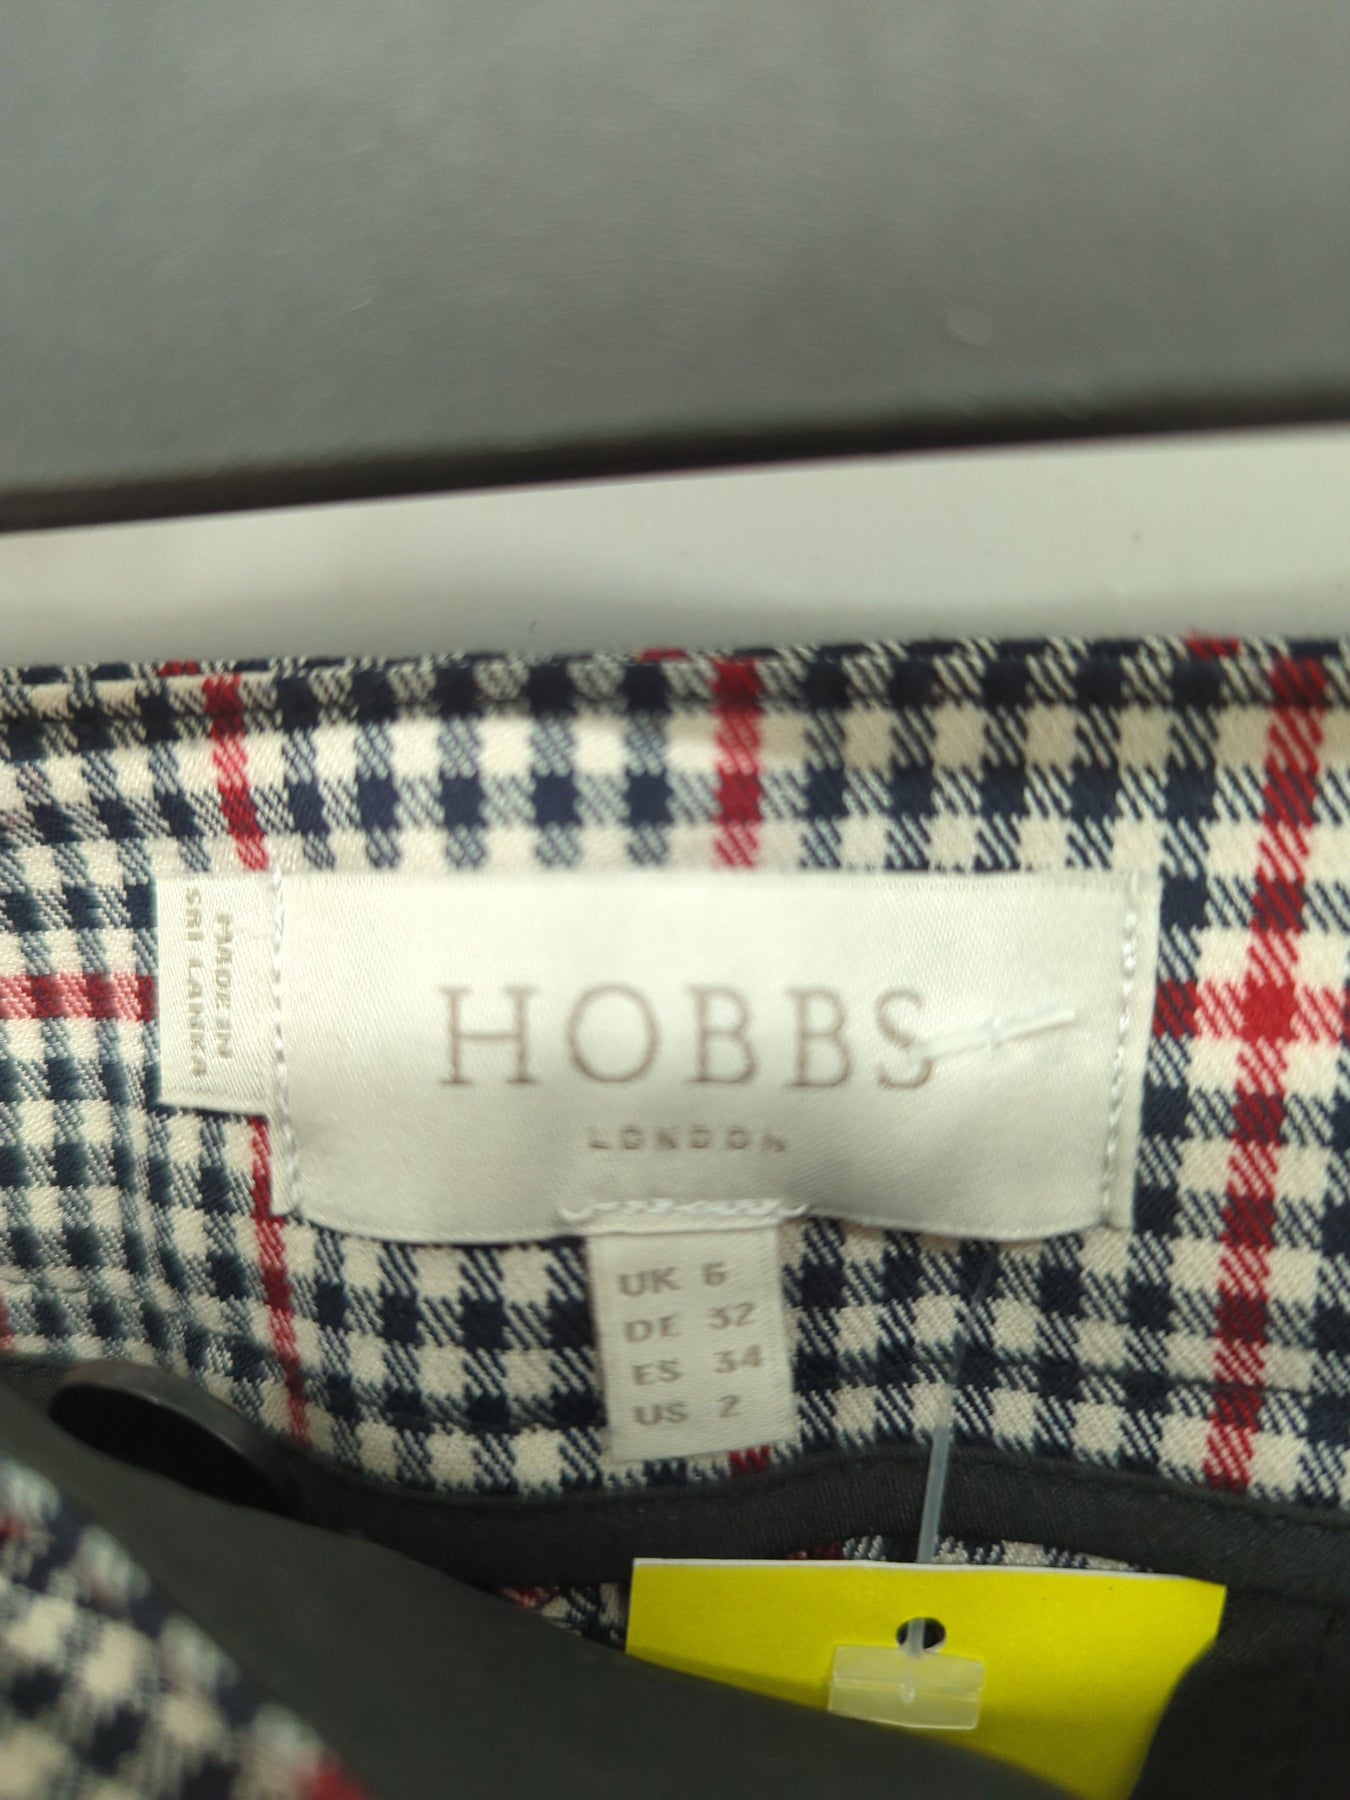 MADE IN
SRI LANKA
HOBBS
LONDON
UK 6
DE 32
ES 34
US 2